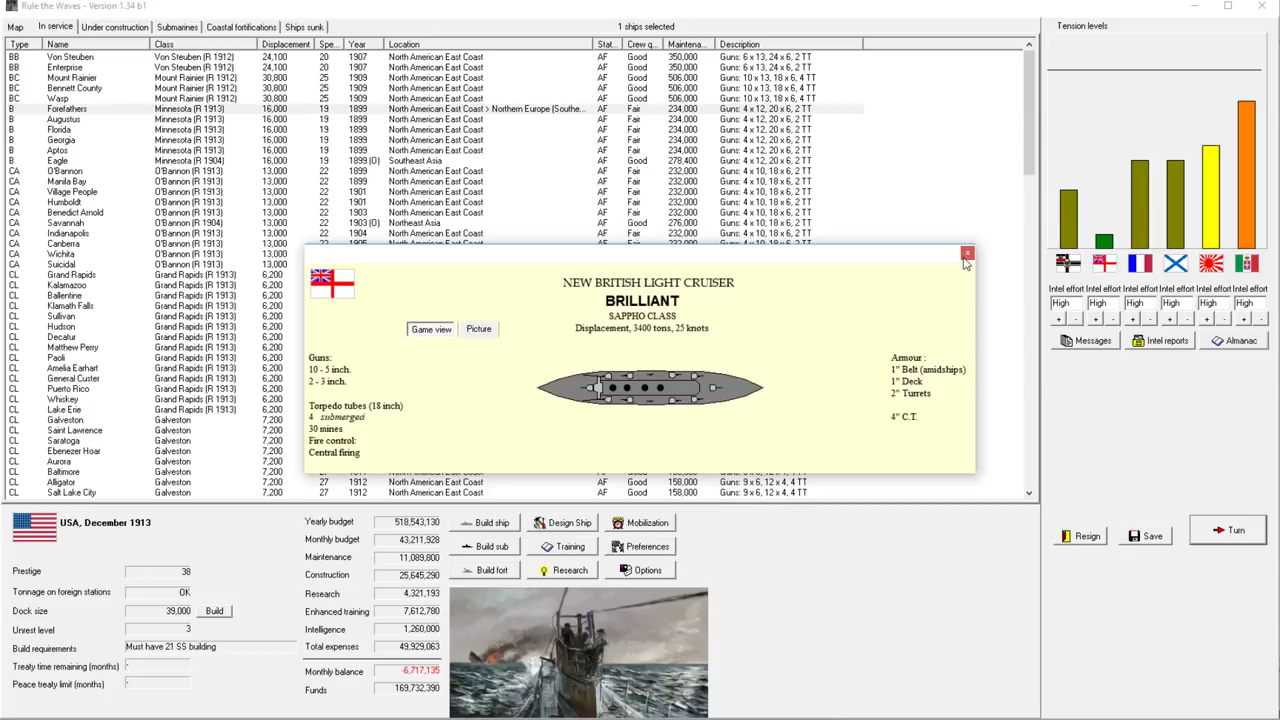 Rule the Waves - Version 1.34 b1
Map In service Under construction Submarines Coastal fortifications Ships sunk 1 ships selected
Type Name Class Displacement Spe... Year Location Stat... Crew q... Maintena... Description
BB Von Steuben Von Steuben (R 1912) 24,100 20 1907 North American East Coast AF Good 350,000 Guns: 6 x 13, 24 x 6, 2 TT
BB Enterprise Von Steuben (R 1912) 24,100 20 1907 North American East Coast AF Good 350,000 Guns: 6 x 13, 24 x 6, 2 TT
BC Mount Rainier Mount Rainier (R 1912) 30,800 25 1909 North American East Coast AF Good 506,000 Guns: 10 x 13, 18 x 6, 4 TT
BC Bennett County Mount Rainier (R 1912) 30,800 25 1909 North American East Coast AF Good 506,000 Guns: 10 x 13, 18 x 6, 4 TT
BC Wasp Mount Rainier (R 1912) 30,800 25 1909 North American East Coast AF Good 506,000 Guns: 10 x 13, 18 x 6, 4 TT
B Forefathers Minnesota (R 1913) 16,000 19 1899 North American East Coast > Northern Europe (Southe... AF Fair 234,000 Guns: 4 x 12, 20 x 6, 2 TT
B Augustus Minnesota (R 1913) 16,000 19 1899 North American East Coast AF Fair 234,000 Guns: 4 x 12, 20 x 6, 2 TT
B Florida Minnesota (R 1913) 16,000 19 1899 North American East Coast AF Fair 234,000 Guns: 4 x 12, 20 x 6, 2 TT
B Georgia Minnesota (R 1913) 16,000 19 1899 North American East Coast AF Fair 234,000 Guns: 4 x 12, 20 x 6, 2 TT
B Aptos Minnesota (R 1913) 16,000 19 1899 North American East Coast AF Fair 234,000 Guns: 4 x 12, 20 x 6, 2 TT
B Eagle Minnesota (R 1904) 16,000 19 1899 (O) Southeast Asia AF Good 278,400 Guns: 4 x 12, 20 x 6, 2 TT
CA O'Bannon O'Bannon (R 1913) 13,000 22 1899 North American East Coast AF Fair 232,000 Guns: 4 x 10, 18 x 6, 2 TT
CA Manila Bay O'Bannon (R 1913) 13,000 22 1899 North American East Coast AF Fair 232,000 Guns: 4 x 10, 18 x 6, 2 TT
CA Village People O'Bannon (R 1913) 13,000 22 1901 North American East Coast AF Fair 232,000 Guns: 4 x 10, 18 x 6, 2 TT
CA Humboldt O'Bannon (R 1913) 13,000 22 1902 North American East Coast AF Fair 232,000 Guns: 4 x 10, 18 x 6, 2 TT
CA Benedict Arnold O'Bannon (R 1913) 13,000 22 1903 North American East Coast AF Fair 232,000 Guns: 4 x 10, 18 x 6, 2 TT
CA Savannah O'Bannon (R 1904) 13,000 22 1903 (O) Northeast Asia AF Good 276,000 Guns: 4 x 10, 18 x 6, 2 TT
CA Indianapolis O'Bannon (R 1913) 13,000 22 1904 North American East Coast AF Fair 232,000 Guns: 4 x 10, 18 x 6, 2 TT
CA Canberra O'Bannon (R 1913) 13,000
CA Wichita O'Bannon (R 1913) 13,000
CA Suicidal O'Bannon (R 1913) 13,000
CL Grand Rapids Grand Rapids (R 1913) 6,200
CL Kalamazoo Grand Rapids (R 1913) 6,200
CL Ballentine Grand Rapids (R 1913) 6,200
CL Klamath Falls Grand Rapids (R 1913) 6,200
CL Sullivan Grand Rapids (R 1913) 6,200
CL Hudson Grand Rapids (R 1913) 6,200
CL Decatur Grand Rapids (R 1913) 6,200
CL Matthew Perry Grand Rapids (R 1913) 6,200
CL Paoli Grand Rapids (R 1913) 6,200
CL Amelia Earhart Grand Rapids (R 1913) 6,200
CL General Custer Grand Rapids (R 1913) 6,200
CL Puerto Rico Grand Rapids (R 1913) 6,200
CL Whiskey Grand Rapids (R 1913) 6,200
CL Lake Erie Grand Rapids (R 1913) 6,200
CL Galveston Galveston 7,200
CL Saint Lawrence Galveston 7,200
CL Saratoga Galveston 7,200
CL Ebenezer Hoar Galveston 7,200
CL Aurora Galveston 7,200
CL Baltimore Galveston 7,200
CL Alligator Galveston 7,200 27 1912 North American East Coast AF Good 158,000 Guns: 9 x 6, 12 x 4, 4 TT
CL Salt Lake City Galveston 7,200 27 1912 North American East Coast AF Good 158,000 Guns: 9 x 6, 12 x 4, 4 TT
NEW BRITISH LIGHT CRUISER
BRILLIANT
SAPPHO CLASS
Displacement, 3400 tons, 25 knots
Game view Picture
Guns:
10 - 5 inch.
2 - 3 inch.
Torpedo tubes (18 inch)
4 submerged
30 mines
Fire control:
Central firing
Armour :
1" Belt (amidships)
1" Deck
2" Turrets
4" C.T.
Tension levels
Intel effort Intel effort Intel effort Intel effort Intel effort Intel effort
High High High High High High
+ - + - + - + - + - + -
Messages Intel reports Almanac
Resign Save Turn
USA, December 1913
Prestige 38
Tonnage on foreign stations OK
Dock size 39,000 Build
Unrest level 3
Build requirements Must have 21 SS building
Treaty time remaining (months) -
Peace treaty limit (months) -
Yearly budget 518,543,130
Monthly budget 43,211,928
Maintenance 11,089,800
Construction 25,645,290
Research 4,321,193
Enhanced training 7,612,780
Intelligence 1,260,000
Total expenses 49,929,063
Monthly balance -6,717,135
Funds 169,732,390
Build ship Design Ship Mobilization
Build sub Training Preferences
Build fort Research Options